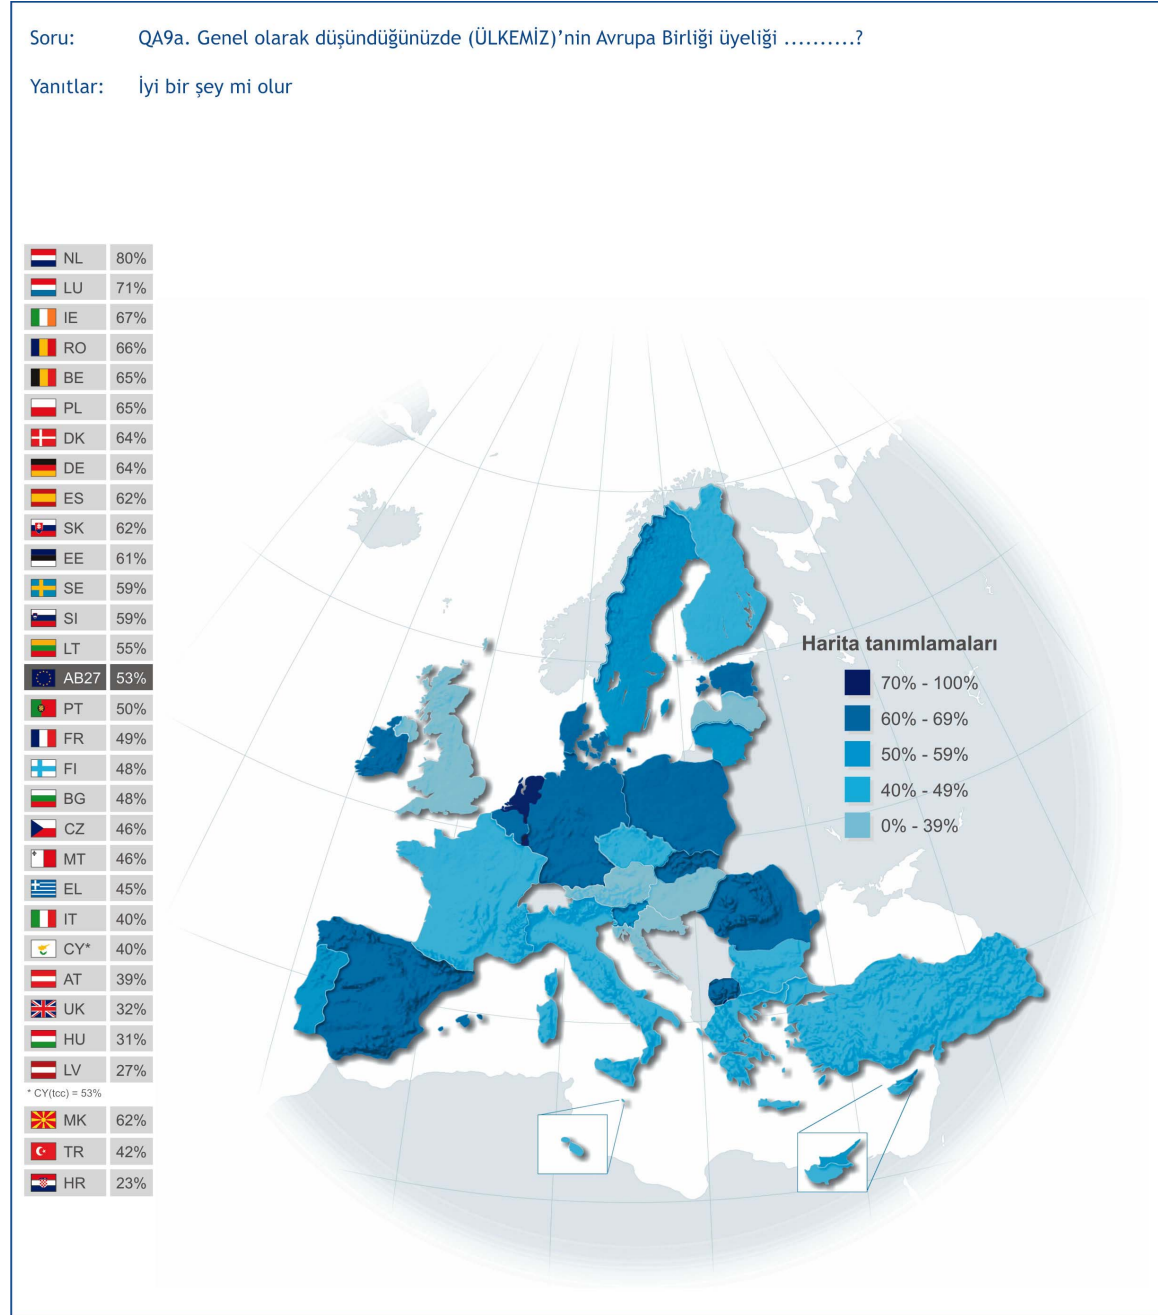 Soru: QA9a. Genel olarak düşündüğünüzde (ÜLKEMİZ)’nin Avrupa Birliği üyeliği ..........?
Yanıtlar: İyi bir şey mi olur
NL 80%
LU 71%
IE 67%
RO 66%
BE 65%
PL 65%
DK 64%
DE 64%
ES 62%
SK 62%
EE 61%
SE 59%
SI 59%
LT 55%
AB27 53%
PT 50%
FR 49%
FI 48%
BG 48%
CZ 46%
MT 46%
EL 45%
IT 40%
CY* 40%
AT 39%
UK 32%
HU 31%
LV 27%
* CY(tcc) = 53%
MK 62%
TR 42%
HR 23%
Harita tanımlamaları
70% - 100%
60% - 69%
50% - 59%
40% - 49%
0% - 39%